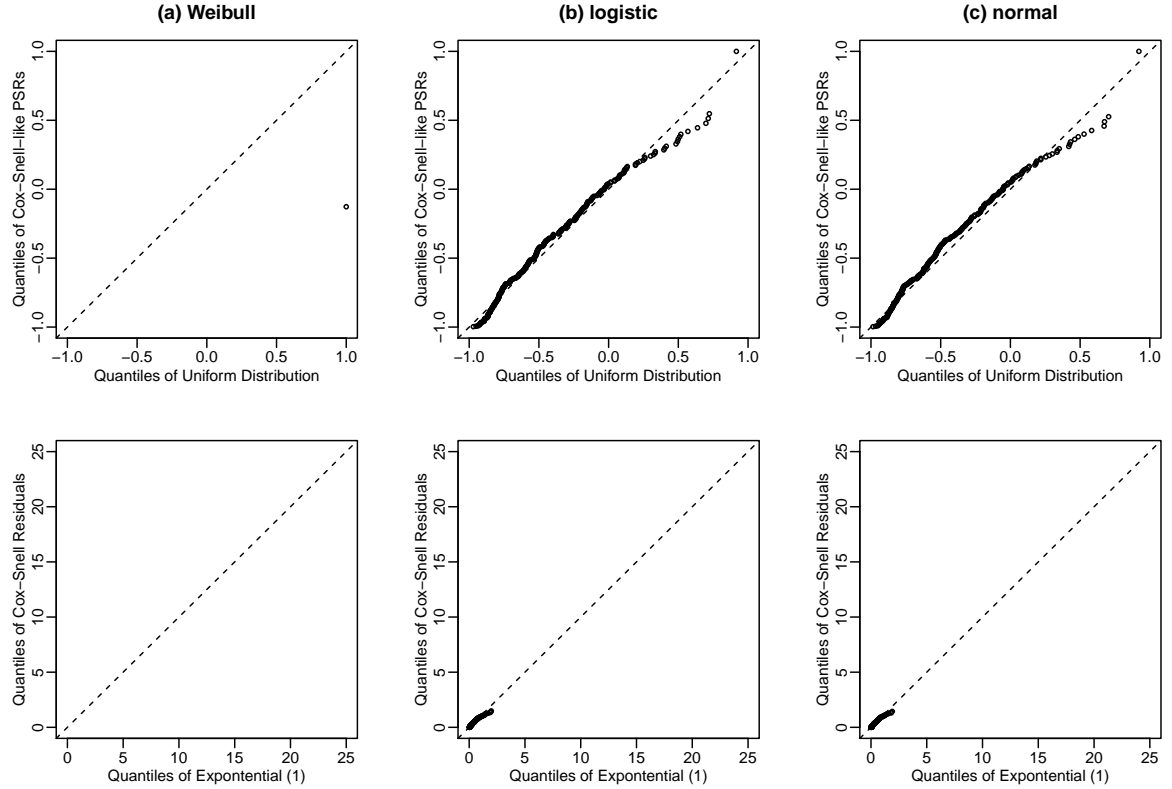 (a) Weibull
(b) logistic
(c) normal
Quantiles of Cox−Snell−like PSRs
1.0
0.5
0.0
−0.5
−1.0
−1.0 −0.5 0.0 0.5 1.0
Quantiles of Uniform Distribution
Quantiles of Cox−Snell−like PSRs
1.0
0.5
0.0
−0.5
−1.0
−1.0 −0.5 0.0 0.5 1.0
Quantiles of Uniform Distribution
Quantiles of Cox−Snell−like PSRs
1.0
0.5
0.0
−0.5
−1.0
−1.0 −0.5 0.0 0.5 1.0
Quantiles of Uniform Distribution
Quantiles of Cox−Snell Residuals
25
20
15
10
5
0
0 5 10 15 20 25
Quantiles of Expotential (1)
Quantiles of Cox−Snell Residuals
25
20
15
10
5
0
0 5 10 15 20 25
Quantiles of Expotential (1)
Quantiles of Cox−Snell Residuals
25
20
15
10
5
0
0 5 10 15 20 25
Quantiles of Expotential (1)